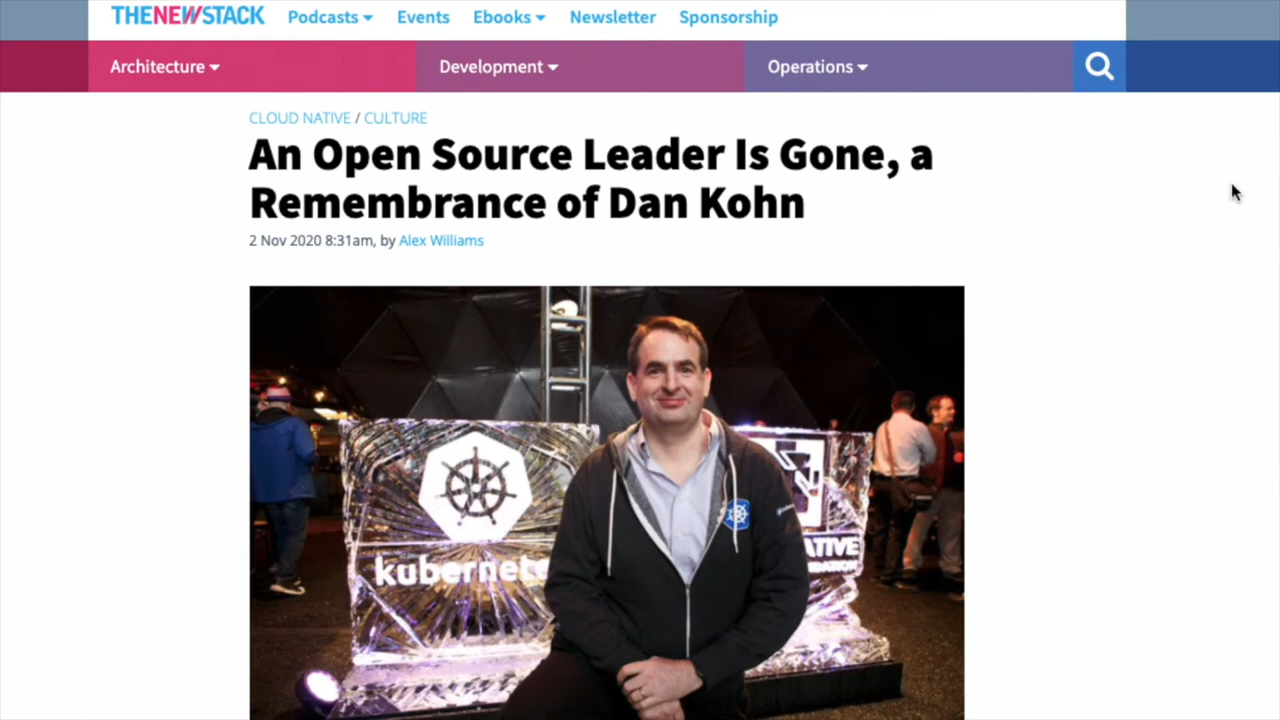 THENEWSTACK Podcasts Events Ebooks Newsletter Sponsorship
Architecture Development Operations
CLOUD NATIVE / CULTURE
An Open Source Leader Is Gone, a
Remembrance of Dan Kohn
2 Nov 2020 8:31am, by Alex Williams
kubernete
ATIVE
DATION